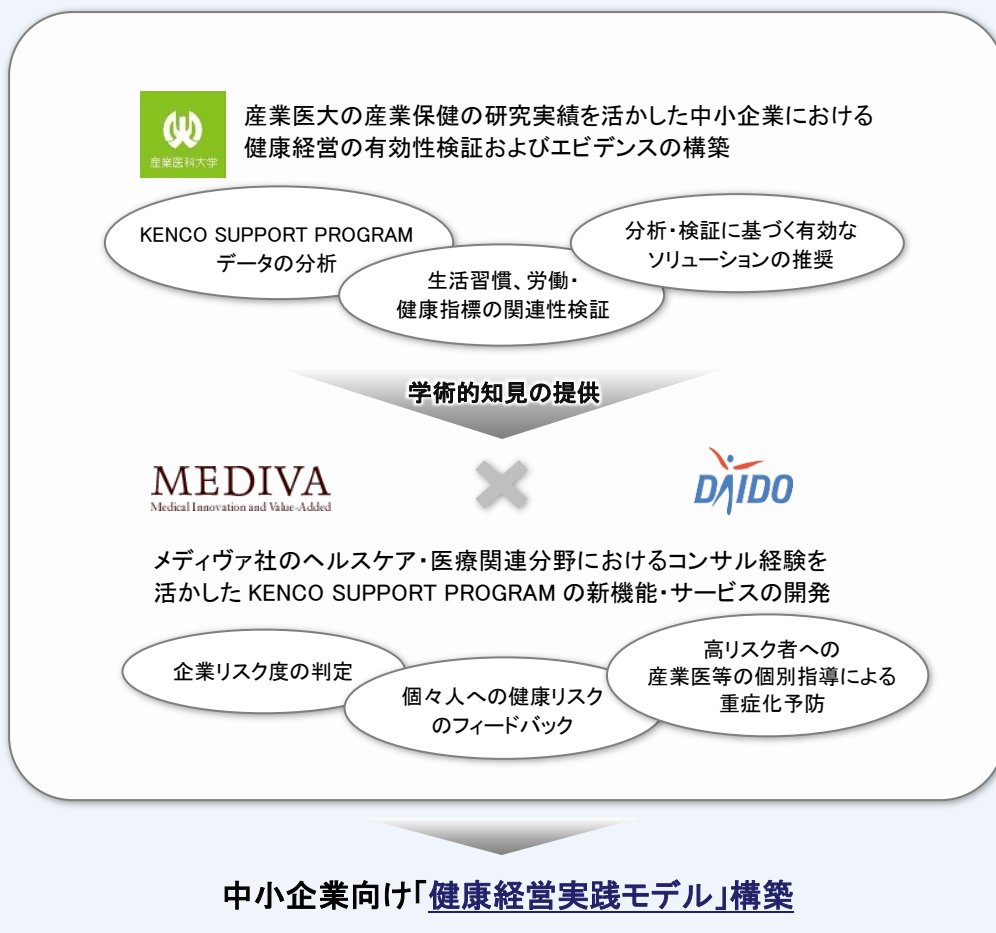 産業医科大学
産業医大の産業保健の研究実績を活かした中小企業における
健康経営の有効性検証およびエビデンスの構築
KENCO SUPPORT PROGRAM
データの分析
生活習慣、労働・
健康指標の関連性検証
分析・検証に基づく有効な
ソリューションの推奨
学術的知見の提供
MEDIVA
Medical Innovation and Value-Added
DAIDO
メディヴァ社のヘルスケア・医療関連分野におけるコンサル経験を
活かした KENCO SUPPORT PROGRAM の新機能・サービスの開発
企業リスク度の判定
個々人への健康リスク
のフィードバック
高リスク者への
産業医等の個別指導による
重症化予防
中小企業向け「健康経営実践モデル」構築